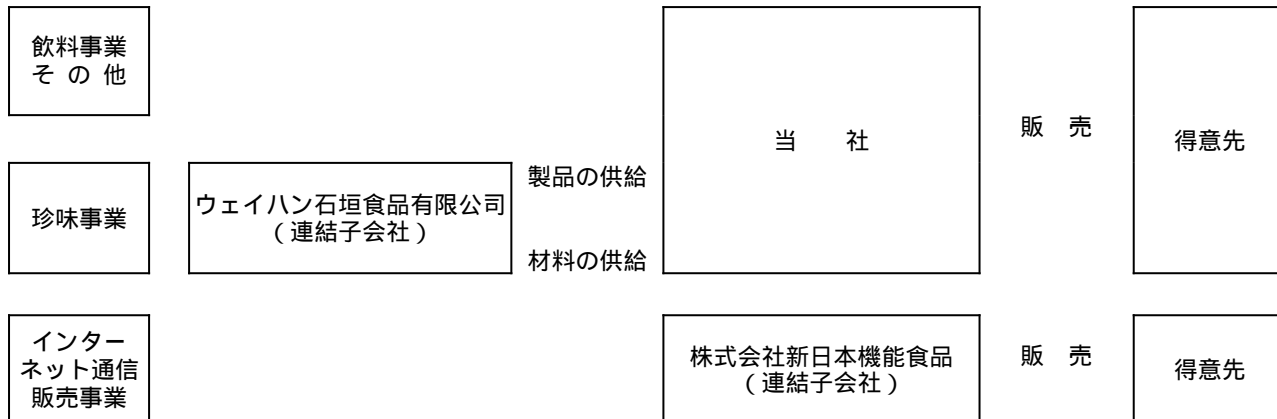 飲料事業
そ の 他
当　　社
販　売
得意先
珍味事業
ウェイハン石垣食品有限公司
（連結子会社）
製品の供給
材料の供給
インター
ネット通信
販売事業
株式会社新日本機能食品
（連結子会社）
販　売
得意先